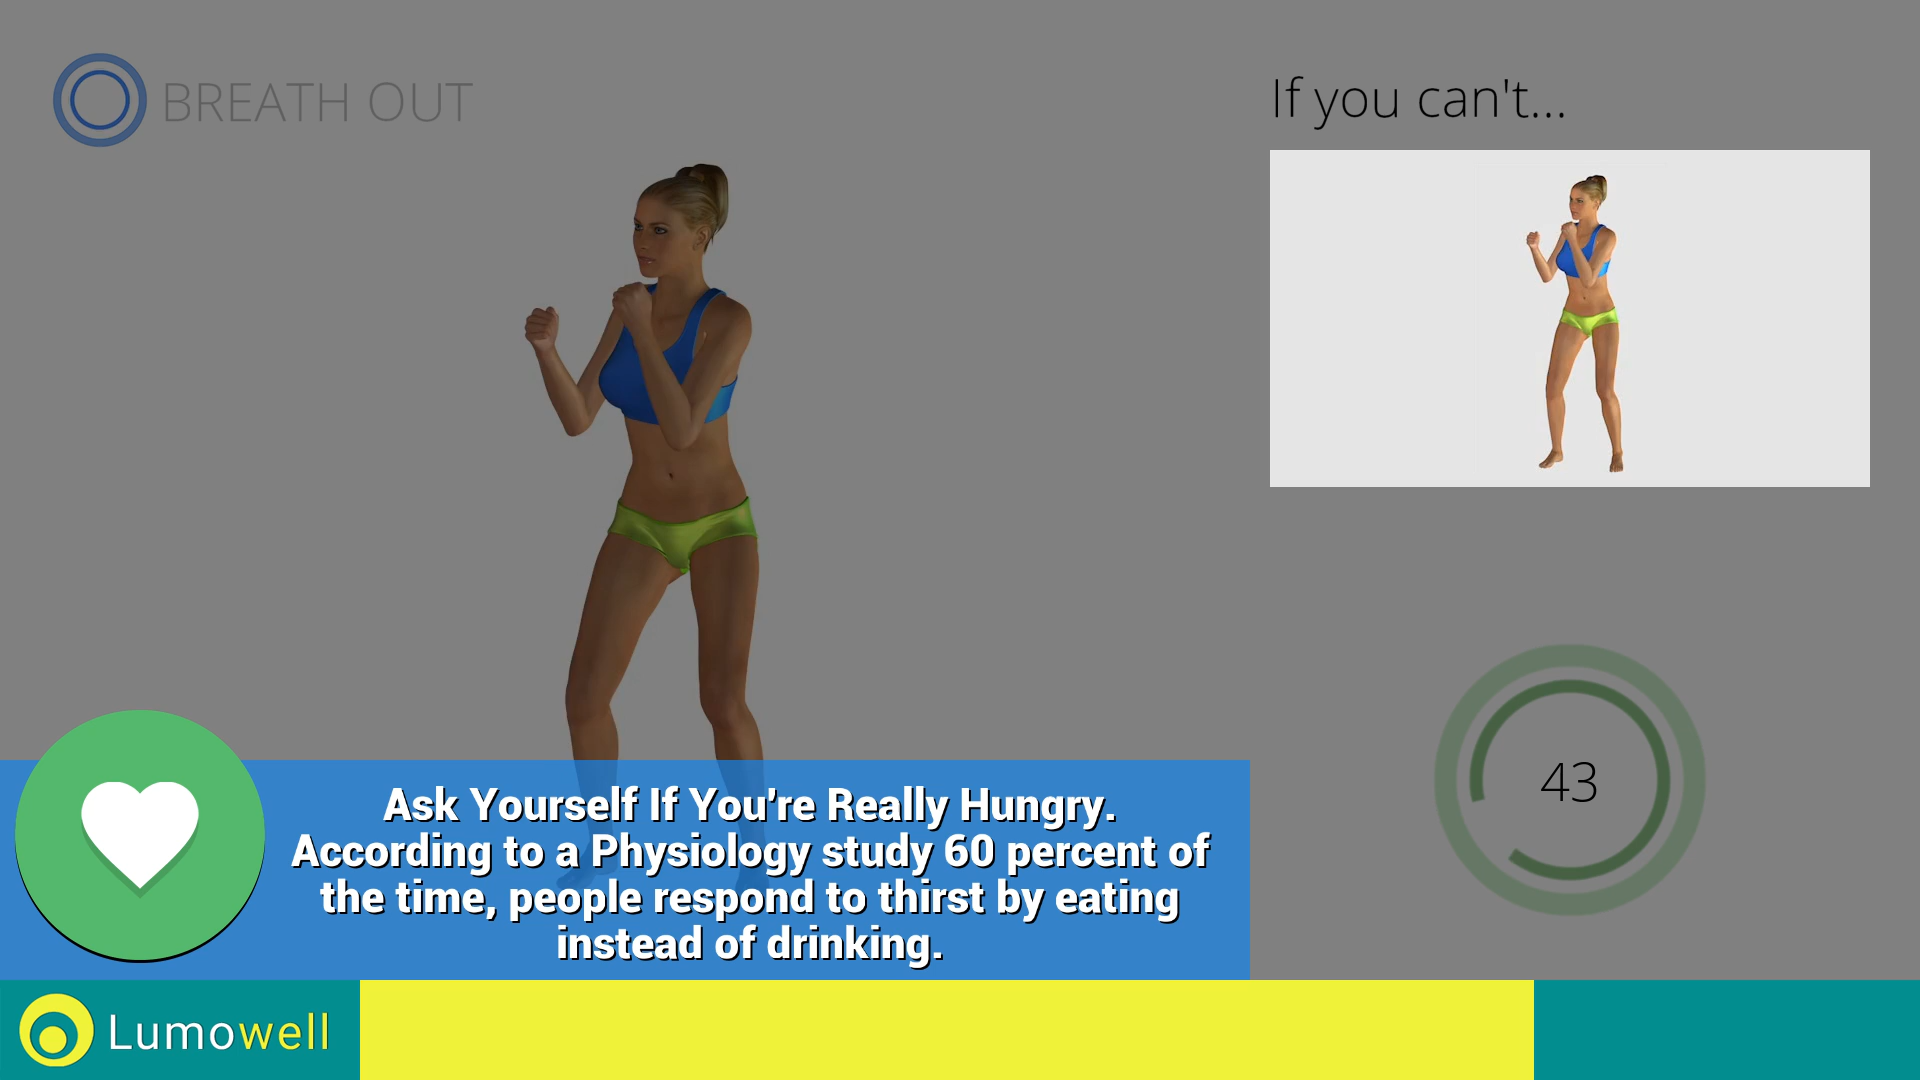 BREATH OUT
If you can't...
43
Ask Yourself If You're Really Hungry.
According to a Physiology study 60 percent of
the time, people respond to thirst by eating
instead of drinking.
Lumowell